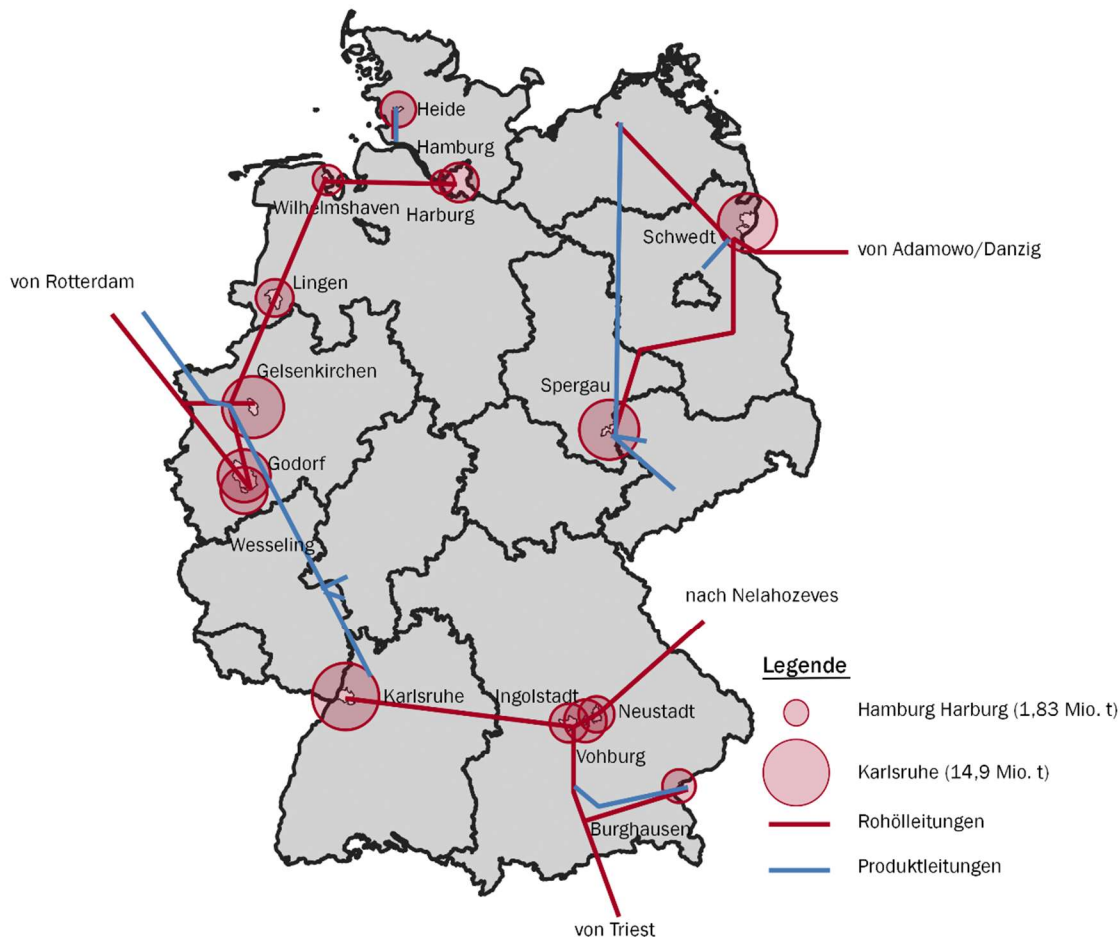 Heide
Hamburg
Wilhelmshaven
Harburg
Schwedt
von Adamowo/Danzig
von Rotterdam
Lingen
Gelsenkirchen
Spergau
Godorf
Wesseling
nach Nelahozeves
Karlsruhe
Ingolstadt
Neustadt
Vohburg
Burghausen
von Triest
Legende
Hamburg Harburg (1,83 Mio. t)
Karlsruhe (14,9 Mio. t)
Rohölleitungen
Produktleitungen